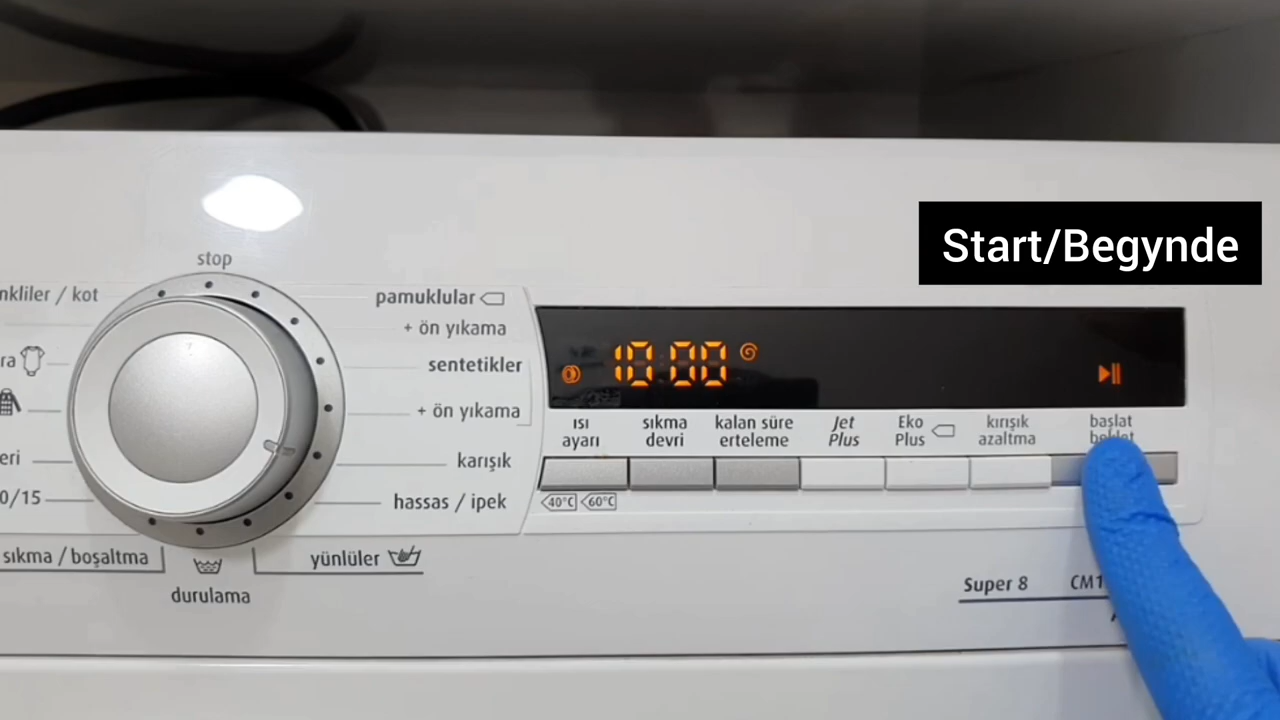 Start/Begynde
stop
nkliler / kot
pamuklular
+ ön yıkama
ra
sentetikler
+ ön yıkama
eri
karışık
0/15
hassas / ipek
sıkma / boşaltma
yünlüler
durulama
10 00
ısı
ayarı
sıkma
devri
kalan süre
erteleme
Jet
Plus
Eko
Plus
kırışık
azaltma
başlat
40°C 60°C
Super 8 CM1